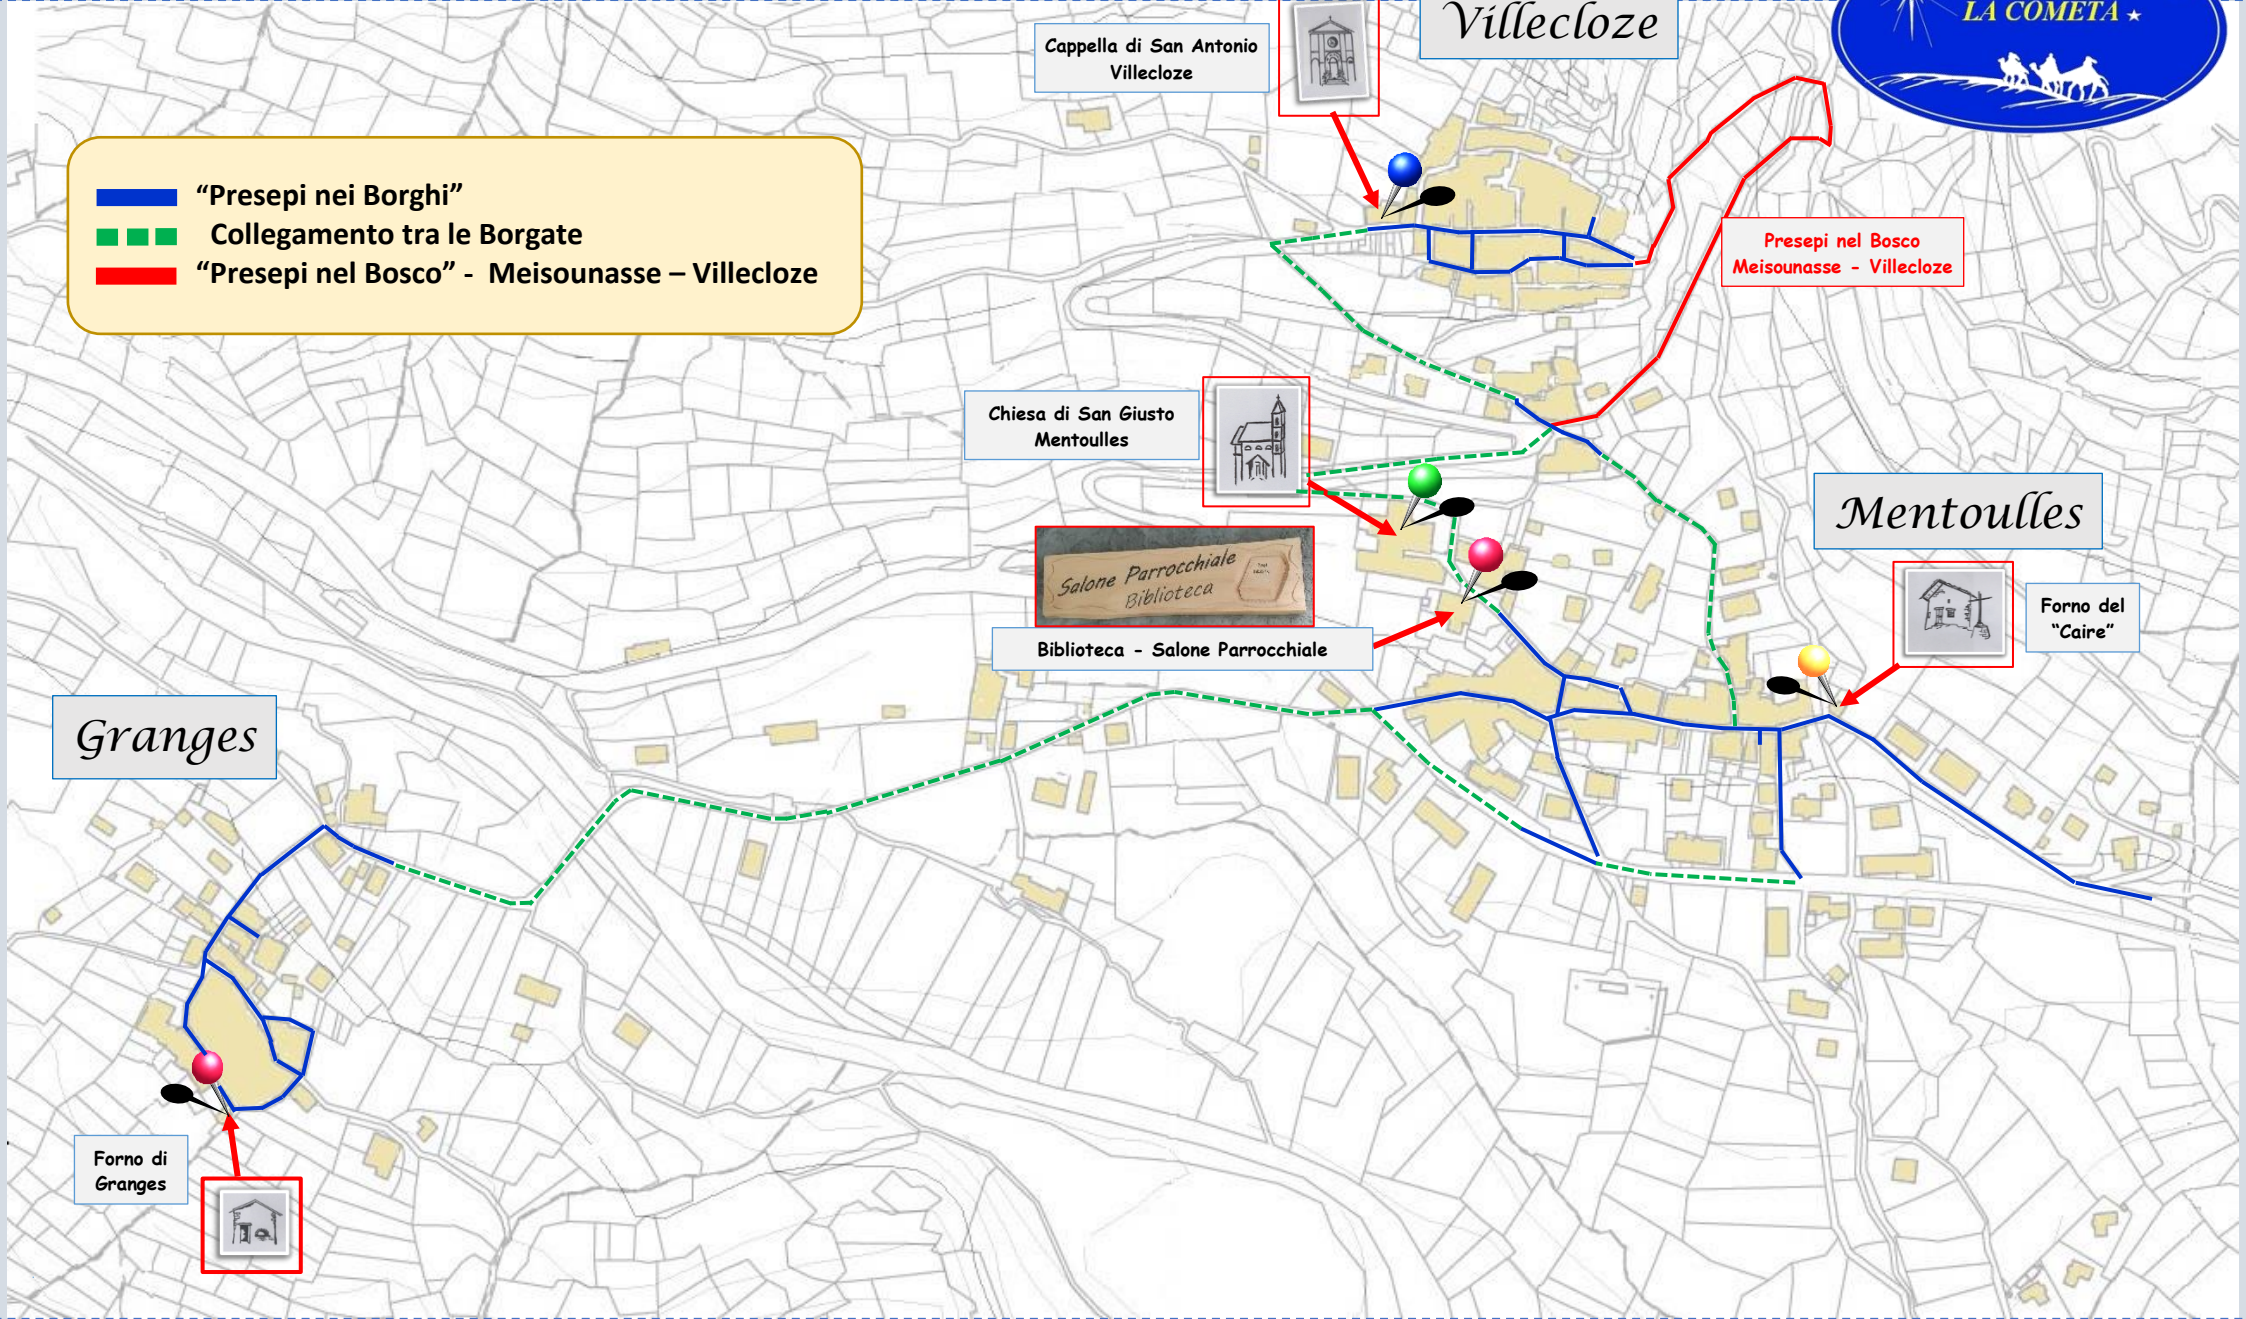 LA COMETA
Villecloze
Cappella di San Antonio
Villecloze
“Presepi nei Borghi”
Collegamento tra le Borgate
“Presepi nel Bosco” - Meisounasse – Villecloze
Presepi nel Bosco
Meisounasse - Villecloze
Chiesa di San Giusto
Mentoulles
Mentoulles
Salone Parrocchiale
Biblioteca
Biblioteca - Salone Parrocchiale
Forno del
“Caire”
Granges
Forno di
Granges